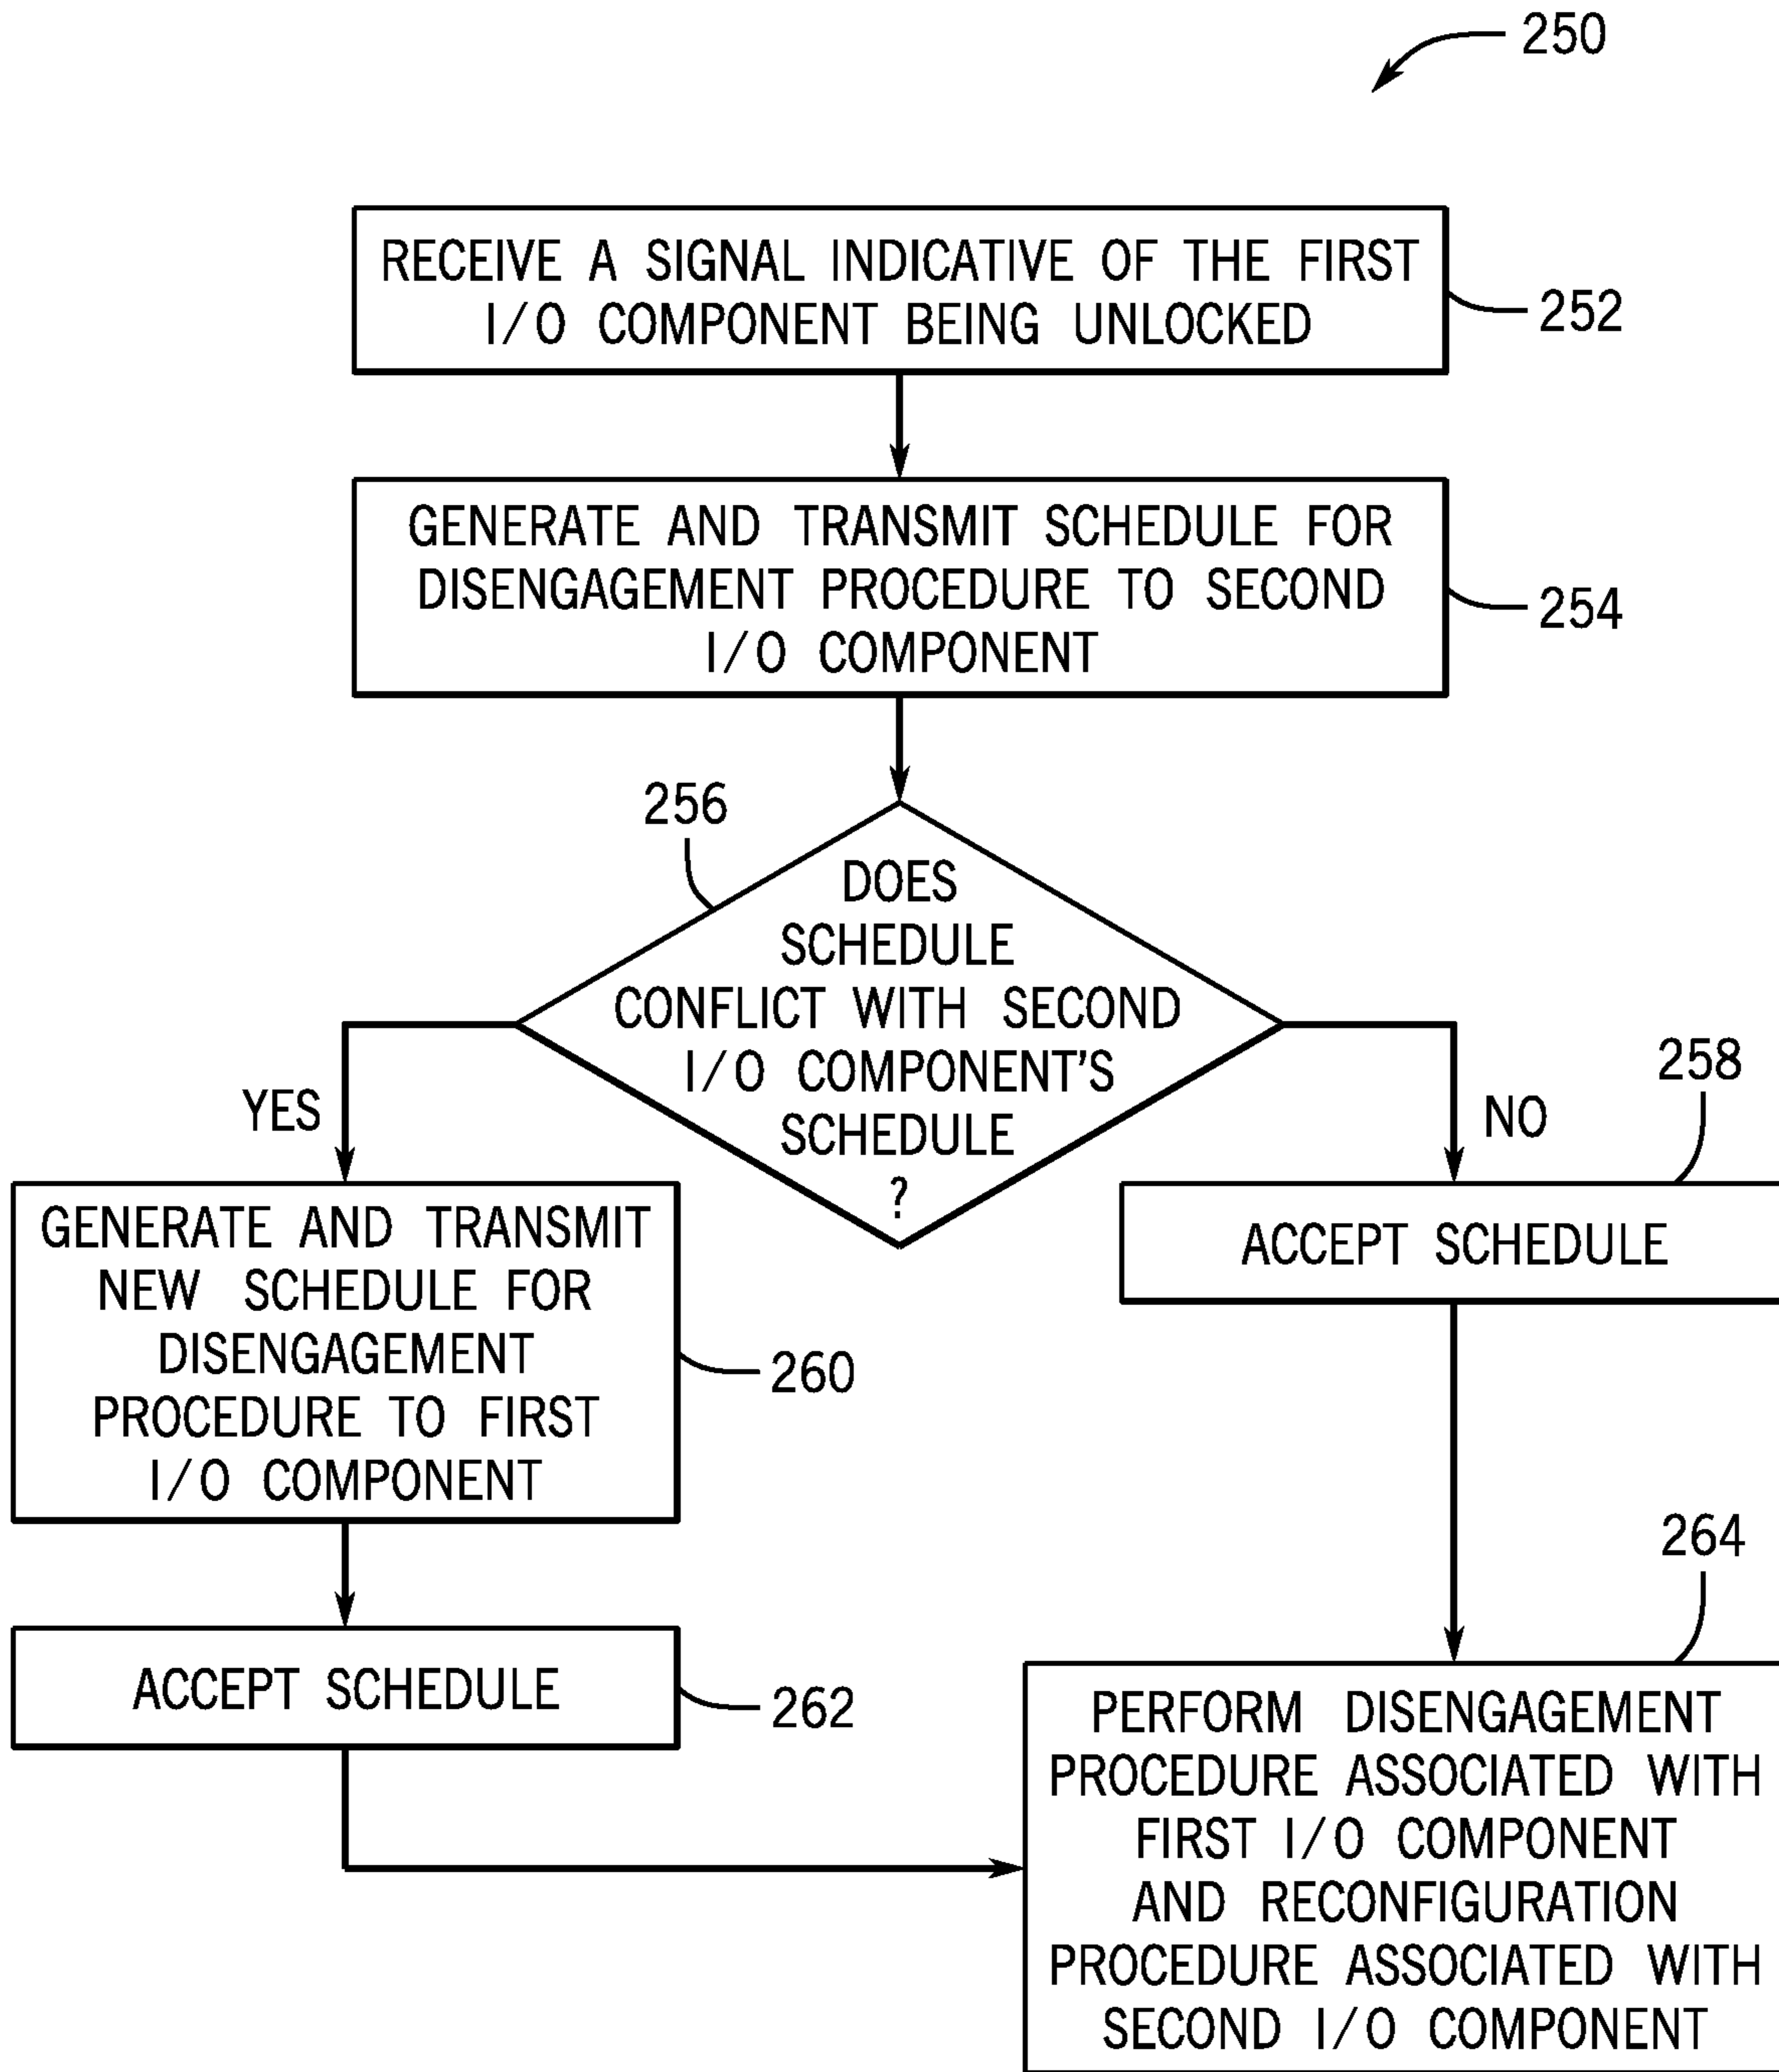 250
RECEIVE A SIGNAL INDICATIVE OF THE FIRST
I/O COMPONENT BEING UNLOCKED
252
GENERATE AND TRANSMIT SCHEDULE FOR
DISENGAGEMENT PROCEDURE TO SECOND
I/O COMPONENT
254
256
DOES
SCHEDULE
CONFLICT WITH SECOND
I/O COMPONENT'S
SCHEDULE
?
YES
NO
258
GENERATE AND TRANSMIT
NEW SCHEDULE FOR
DISENGAGEMENT
PROCEDURE TO FIRST
I/O COMPONENT
260
ACCEPT SCHEDULE
ACCEPT SCHEDULE
262
264
PERFORM DISENGAGEMENT
PROCEDURE ASSOCIATED WITH
FIRST I/O COMPONENT
AND RECONFIGURATION
PROCEDURE ASSOCIATED WITH
SECOND I/O COMPONENT